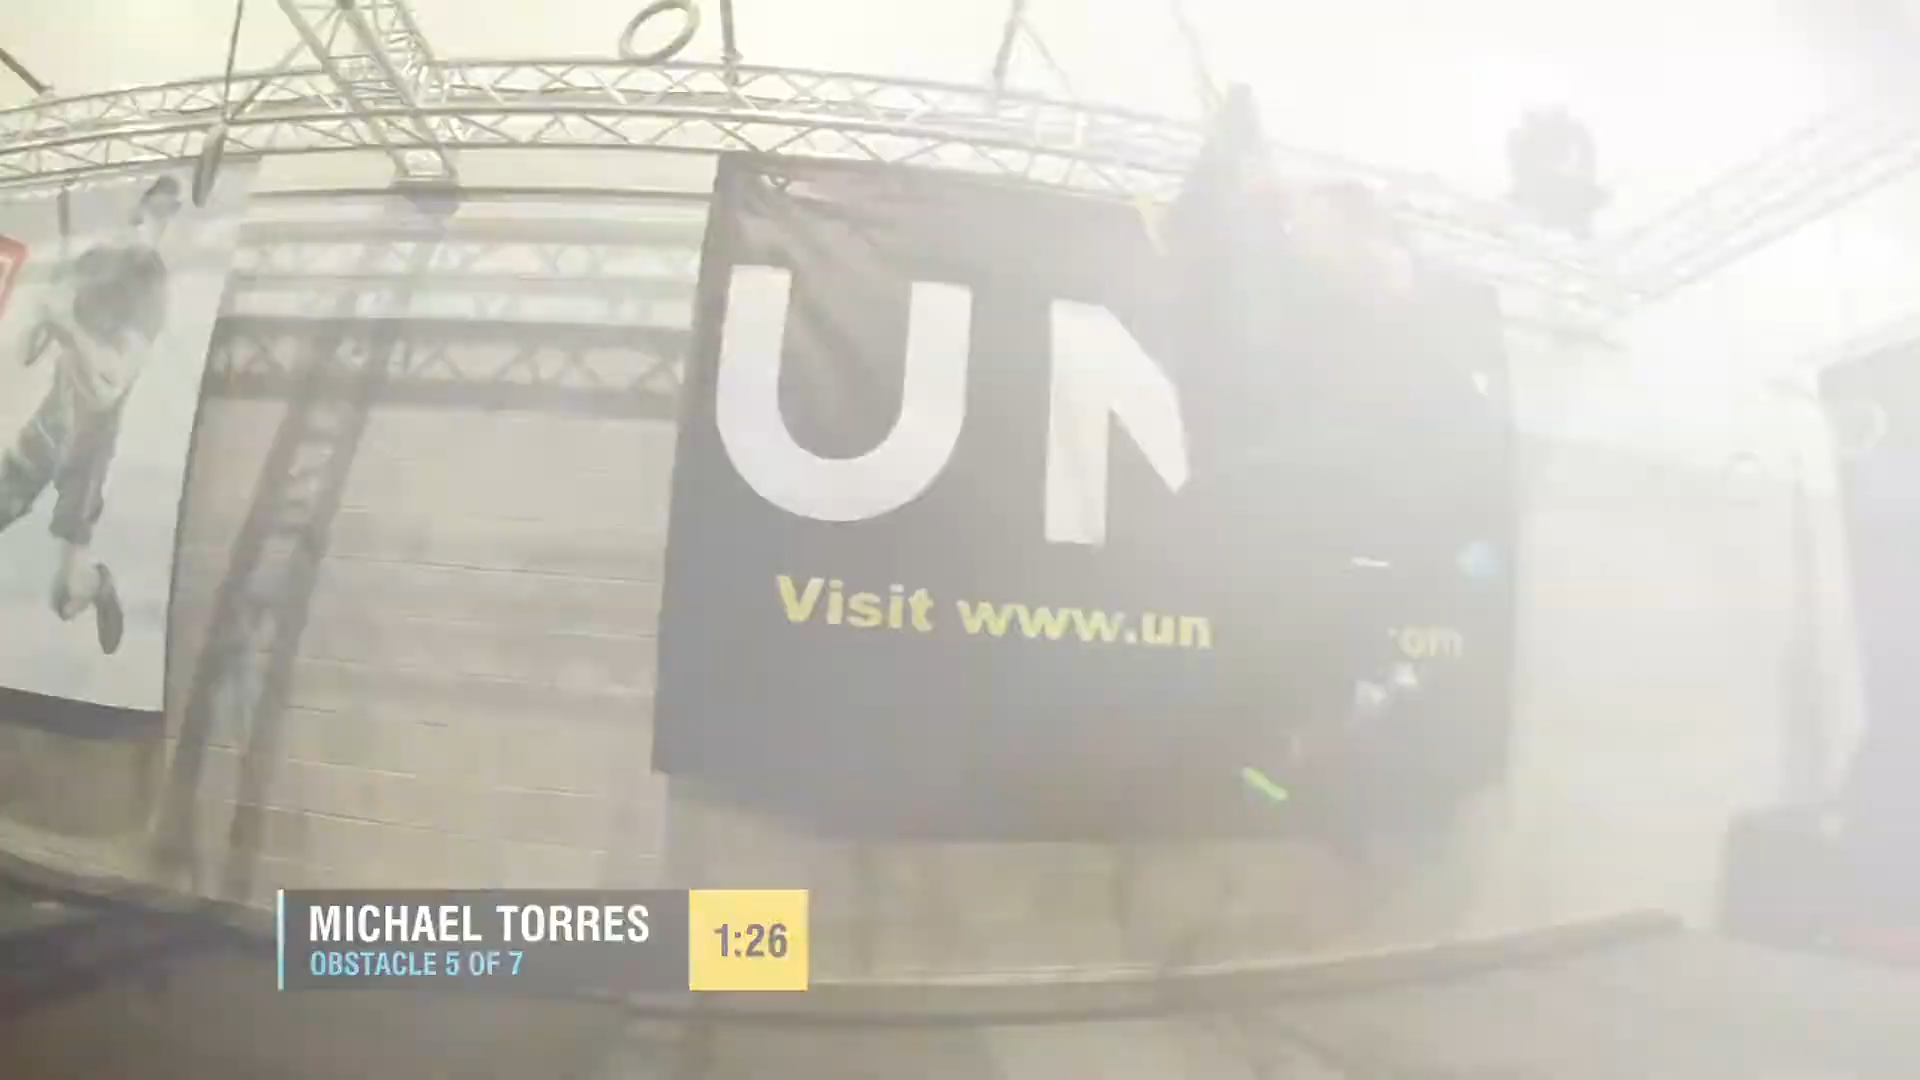 UN
Visit www.un
om
MICHAEL TORRES
1:26
OBSTACLE 5 OF 7